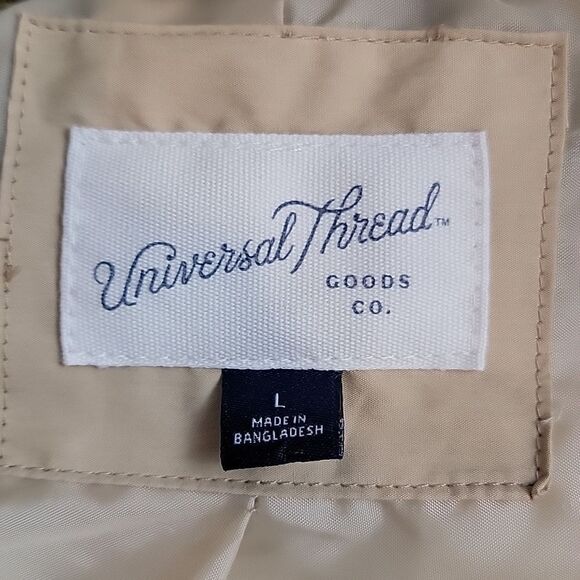 Universal Thread™
GOODS
CO.
L
MADE IN
BANGLADESH